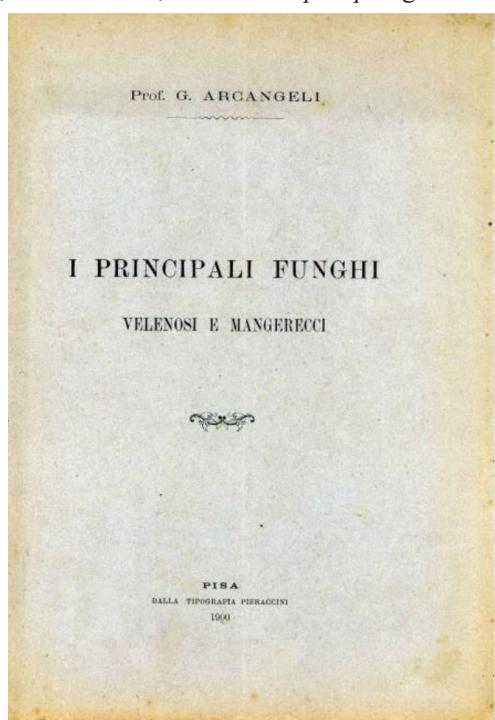 Prof. G. ARCANGELI
I PRINCIPALI FUNGHI
VELENOSI E MANGERECCI
PISA
DALLA TIPOGRAFIA PIERACCINI
1900